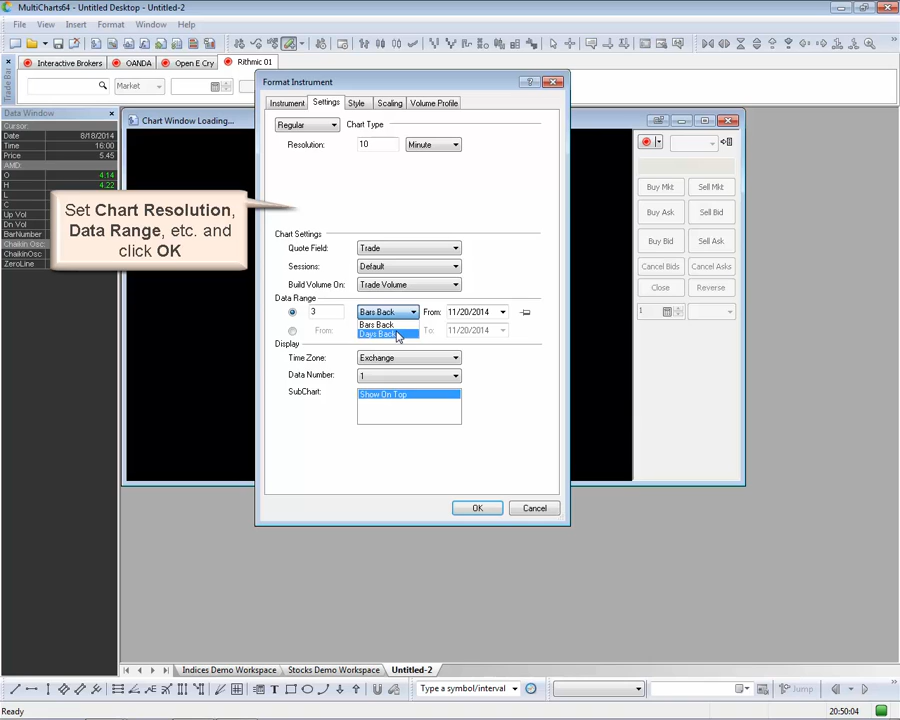 MultiCharts64 - Untitled Desktop - Untitled-2
File View Insert Format Window Help
Interactive Brokers OANDA Open E Cry Rithmic 01
Trade Bar
Market
Data Window
Cursor:
Date 8/18/2014
Time 16:00
Price 5.45
AMD:
O 4.14
H 4.22
L
C
Up Vol
Dn Vol
BarNumber
Chaikin Osc:
ChaikinOsc
ZeroLine
Set Chart Resolution,
Data Range, etc. and
click OK
Chart Window Loading...
Format Instrument
Instrument Settings Style Scaling Volume Profile
Regular Chart Type
Resolution: 10 Minute
Chart Settings
Quote Field: Trade
Sessions: Default
Build Volume On: Trade Volume
Data Range
3 Bars Back From: 11/20/2014
Bars Back
From: Days Back To: 11/20/2014
Display
Time Zone: Exchange
Data Number: 1
SubChart: Show On Top
OK Cancel
Buy Mkt Sell Mkt
Buy Ask Sell Bid
Buy Bid Sell Ask
Cancel Bids Cancel Asks
Close Reverse
1
Indices Demo Workspace Stocks Demo Workspace Untitled-2
Type a symbol/interval Jump
Ready 20:50:04